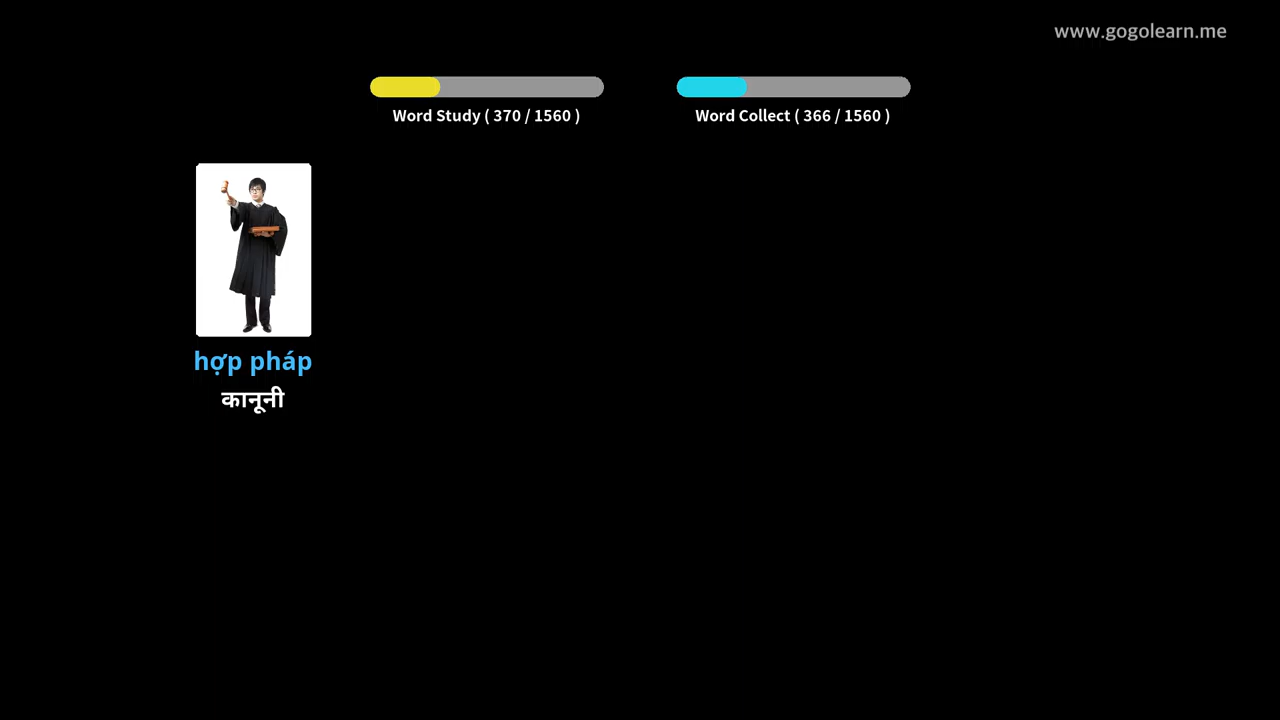 www.gogolearn.me
Word Study ( 370 / 1560 )
Word Collect ( 366 / 1560 )
hợp pháp
कानूनी